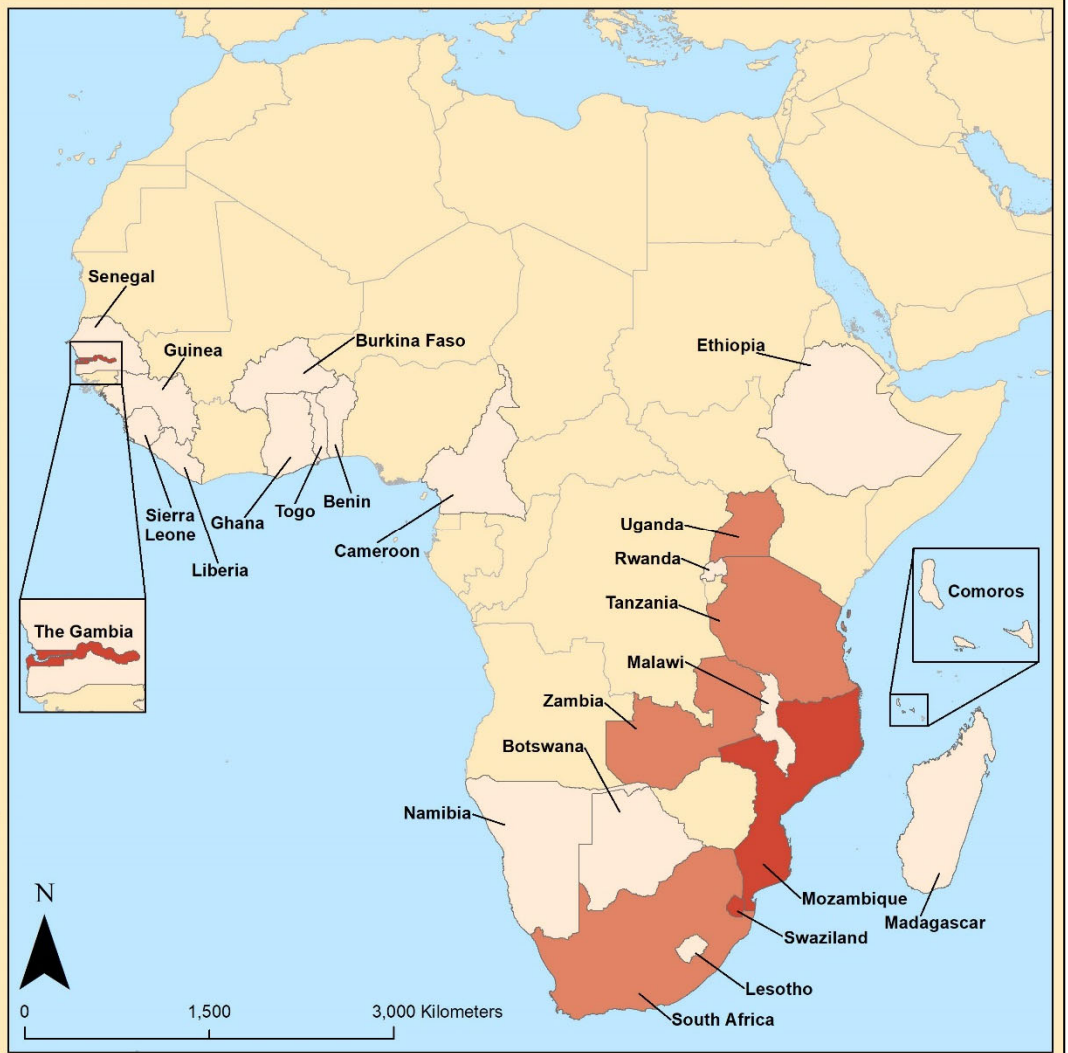 Senegal
Guinea
Burkina Faso
Ethiopia
Sierra
Leone
Liberia
Ghana
Togo
Benin
Cameroon
Uganda
Rwanda
Tanzania
Malawi
Comoros
The Gambia
Zambia
Botswana
Namibia
Mozambique
Madagascar
Swaziland
Lesotho
South Africa
N
0 1,500 3,000 Kilometers